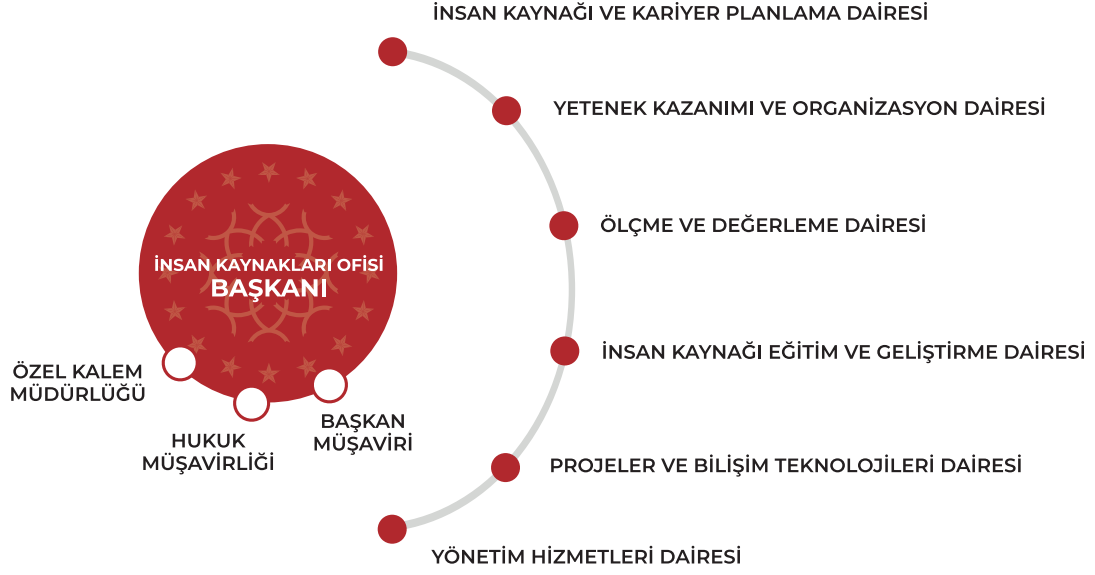 İNSAN KAYNAĞI VE KARİYER PLANLAMA DAİRESİ
YETENEK KAZANIMI VE ORGANİZASYON DAİRESİ
ÖLÇME VE DEĞERLEME DAİRESİ
İNSAN KAYNAKLARI OFİSİ
BAŞKANI
İNSAN KAYNAĞI EĞİTİM VE GELİŞTİRME DAİRESİ
ÖZEL KALEM
MÜDÜRLÜĞÜ
HUKUK
MÜŞAVİRLİĞİ
BAŞKAN
MÜŞAVİRİ
PROJELER VE BİLİŞİM TEKNOLOJİLERİ DAİRESİ
YÖNETİM HİZMETLERİ DAİRESİ